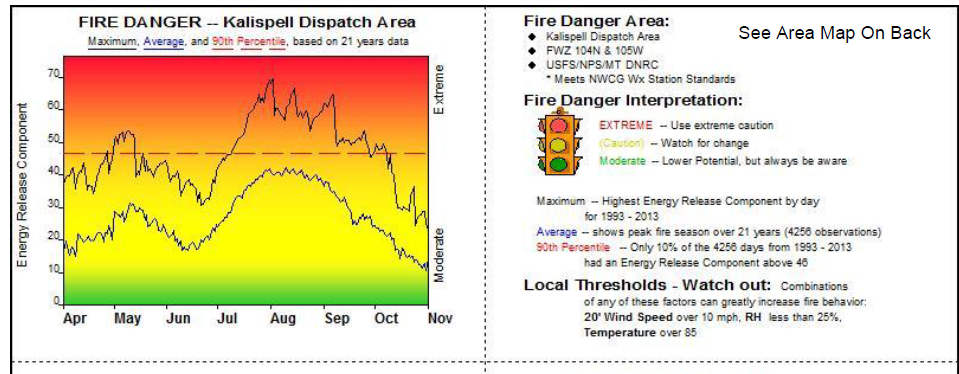 FIRE DANGER -- Kalispell Dispatch Area
Maximum, Average, and 90th Percentile, based on 21 years data
Energy Release Component
70
60
50
40
30
20
10
0
Apr May Jun Jul Aug Sep Oct Nov
Extreme
Moderate
See Area Map On Back
Fire Danger Area:
◆ Kalispell Dispatch Area
◆ FWZ 104N & 105W
◆ USFS/NPS/MT DNRC
* Meets NWCG Wx Station Standards
Fire Danger Interpretation:
EXTREME -- Use extreme caution
(Caution) -- Watch for change
Moderate -- Lower Potential, but always be aware
Maximum -- Highest Energy Release Component by day
for 1993 - 2013
Average -- shows peak fire season over 21 years (4256 observations)
90th Percentile -- Only 10% of the 4256 days from 1993 - 2013
had an Energy Release Component above 46
Local Thresholds - Watch out: Combinations
of any of these factors can greatly increase fire behavior:
20' Wind Speed over 10 mph, RH less than 25%,
Temperature over 85